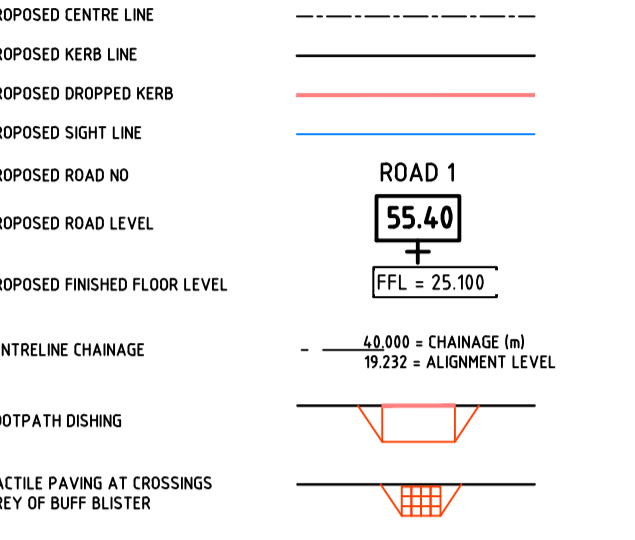 ROPOSED CENTRE LINE
ROPOSED KERB LINE
ROPOSED DROPPED KERB
ROPOSED SIGHT LINE
ROPOSED ROAD NO
ROAD 1
ROPOSED ROAD LEVEL
55.40
ROPOSED FINISHED FLOOR LEVEL
FFL = 25.100
NTRELINE CHAINAGE
40.000 = CHAINAGE (m)
19.232 = ALIGNMENT LEVEL
OOTPATH DISHING
ACTILE PAVING AT CROSSINGS
REY OF BUFF BLISTER